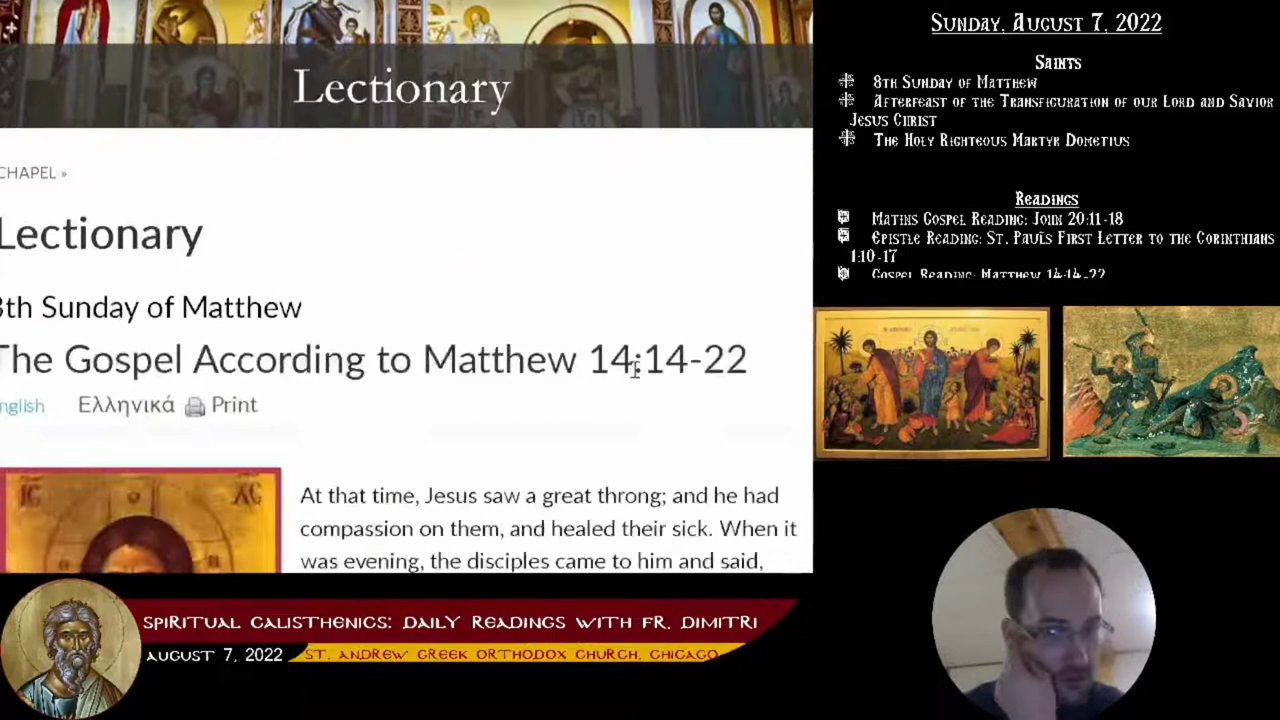 Lectionary
CHAPEL »
Lectionary
8th Sunday of Matthew
The Gospel According to Matthew 14:14-22
nglish Ελληνικά Print
IC XC
At that time, Jesus saw a great throng; and he had
compassion on them, and healed their sick. When it
was evening, the disciples came to him and said,
Sunday, August 7, 2022
Saints
8th Sunday of Matthew
Afterfeast of the Transfiguration of our Lord and Savior
Jesus Christ
The Holy Righteous Martyr Dometius
Readings
Matins Gospel Reading: John 20:11-18
Epistle Reading: St. Paul's First Letter to the Corinthians
1:10-17
Gospel Reading: Matthew 14:14-22
SPIRITUAL CALISTHENICS: DAILY READINGS WITH FR. DIMITRI
AUGUST 7, 2022 ST. ANDREW GREEK ORTHODOX CHURCH, CHICAGO